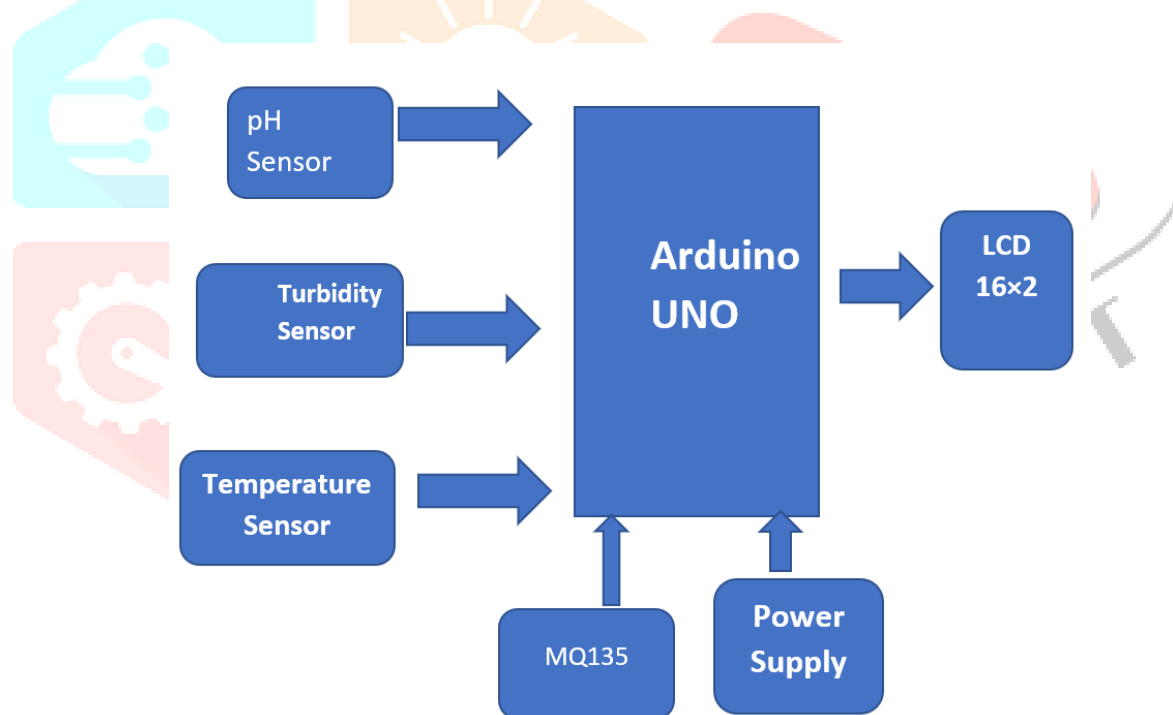 pH
Sensor
Turbidity
Sensor
Temperature
Sensor
Arduino
UNO
LCD
16×2
MQ135
Power
Supply